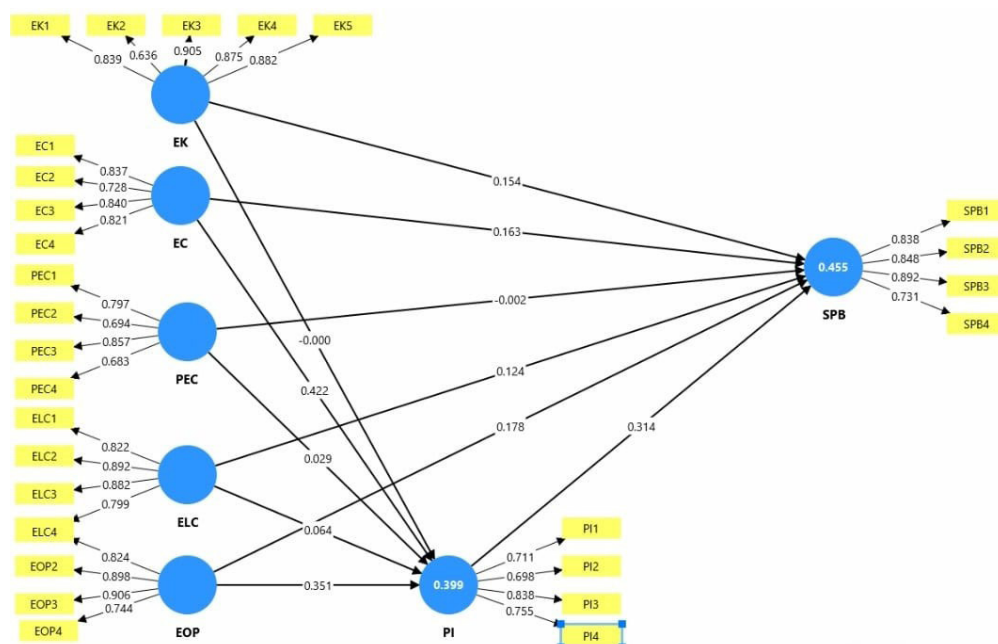 EK1
EK2
EK3
EK4
EK5
0.839
0.636
0.905
0.875
0.882
EK
EC1
EC2
EC3
EC4
0.837
0.728
0.840
0.821
EC
PEC1
PEC2
PEC3
PEC4
0.797
0.694
0.857
0.683
PEC
ELC1
ELC2
ELC3
ELC4
0.822
0.892
0.882
0.799
ELC
EOP2
EOP3
EOP4
0.824
0.898
0.906
0.744
EOP
0.154
0.163
-0.002
0.124
0.178
0.314
-0.000
0.422
0.029
0.064
0.351
0.455
SPB
SPB1
SPB2
SPB3
SPB4
0.838
0.848
0.892
0.731
0.399
PI
PI1
PI2
PI3
PI4
0.711
0.698
0.838
0.755